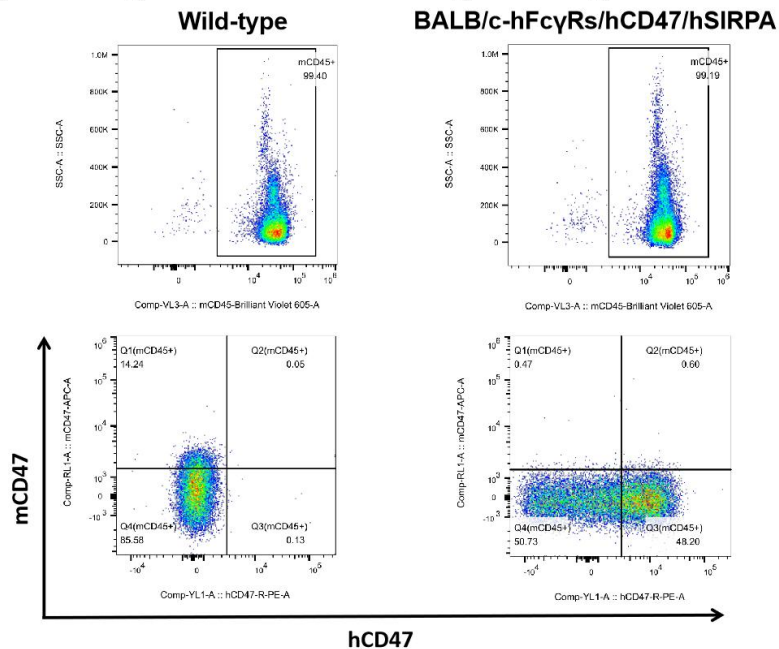 Wild-type
BALB/c-hFcγRs/hCD47/hSIRPA
1.0M
800K
600K
400K
200K
0
SSC-A :: SSC-A
mCD45+
99.40
0
10^4
10^5
10^6
Comp-VL3-A :: mCD45-Brilliant Violet 605-A
1.0M
800K
600K
400K
200K
0
SSC-A :: SSC-A
mCD45+
99.19
0
10^4
10^5
10^6
Comp-VL3-A :: mCD45-Brilliant Violet 605-A
mCD47
10^6
10^5
10^4
10^3
0
-10^3
Comp-RL1-A :: mCD47-APC-A
Q1(mCD45+)
14.24
Q2(mCD45+)
0.05
Q4(mCD45+)
85.58
Q3(mCD45+)
0.13
-10^4
0
10^4
10^5
Comp-YL1-A :: hCD47-R-PE-A
10^6
10^5
10^4
10^3
0
-10^3
Comp-RL1-A :: mCD47-APC-A
Q1(mCD45+)
0.47
Q2(mCD45+)
0.60
Q4(mCD45+)
50.73
Q3(mCD45+)
48.20
-10^4
0
10^4
10^5
Comp-YL1-A :: hCD47-R-PE-A
hCD47